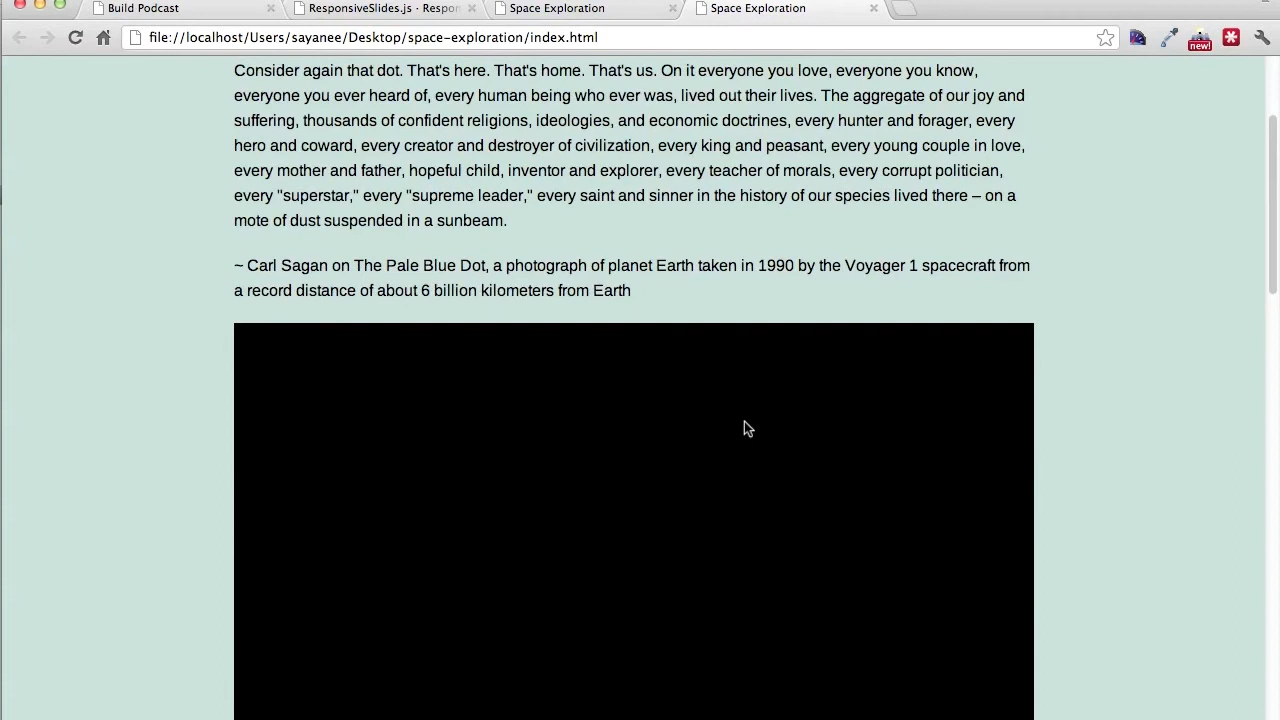 Build Podcast
ResponsiveSlides.js · Respon
Space Exploration
Space Exploration
file://localhost/Users/sayanee/Desktop/space-exploration/index.html
new!
Consider again that dot. That's here. That's home. That's us. On it everyone you love, everyone you know,
everyone you ever heard of, every human being who ever was, lived out their lives. The aggregate of our joy and
suffering, thousands of confident religions, ideologies, and economic doctrines, every hunter and forager, every
hero and coward, every creator and destroyer of civilization, every king and peasant, every young couple in love,
every mother and father, hopeful child, inventor and explorer, every teacher of morals, every corrupt politician,
every "superstar," every "supreme leader," every saint and sinner in the history of our species lived there – on a
mote of dust suspended in a sunbeam.
~ Carl Sagan on The Pale Blue Dot, a photograph of planet Earth taken in 1990 by the Voyager 1 spacecraft from
a record distance of about 6 billion kilometers from Earth